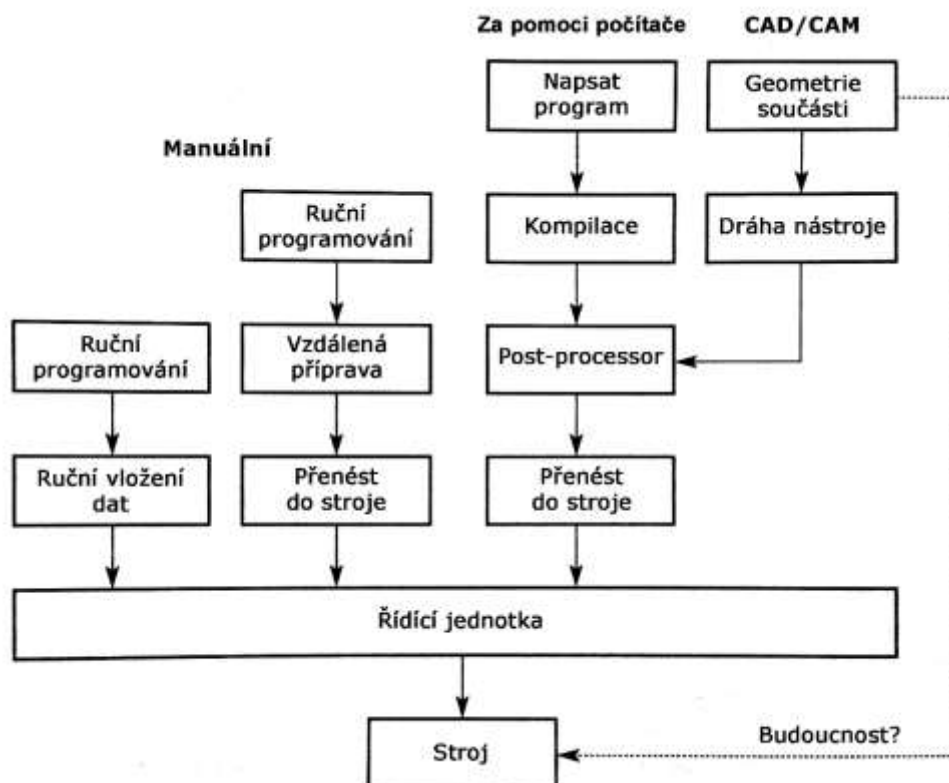 Za pomoci počítače
CAD/CAM
Napsat
program
Geometrie
součásti
Manuální
Ruční
programování
Kompilace
Dráha nástroje
Ruční
programování
Vzdálená
příprava
Post-processor
Ruční vložení
dat
Přenést
do stroje
Přenést
do stroje
Řídící jednotka
Stroj
Budoucnost?